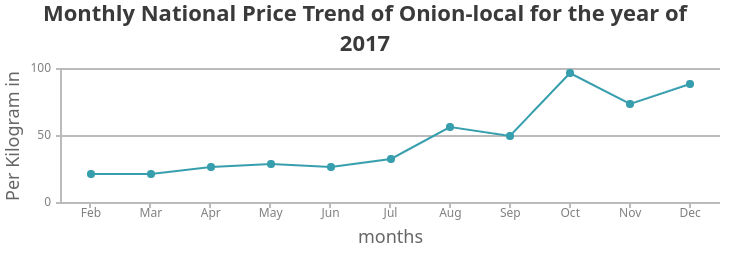 Monthly National Price Trend of Onion-local for the year of
2017
Per Kilogram in
100
50
0
Feb Mar Apr May Jun Jul Aug Sep Oct Nov Dec
months